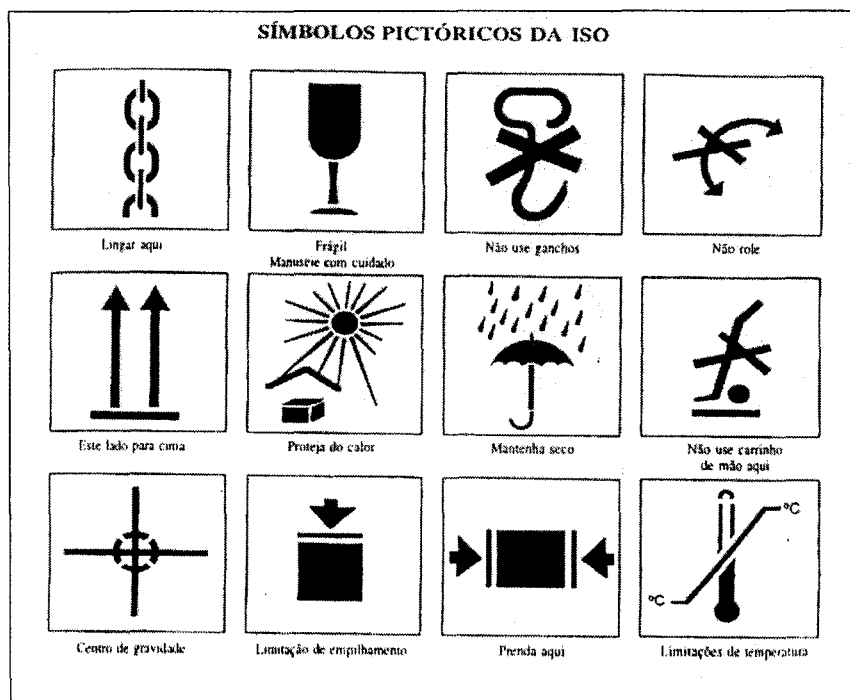 SÍMBOLOS PICTÓRICOS DA ISO
Lingar aqui
Frágil
Manuseie com cuidado
Não use ganchos
Não role
Este lado para cima
Proteja do calor
Mantenha seco
Não use carrinho
de mão aqui
ºC
ºC
Centro de gravidade
Limitação de empilhamento
Prenda aqui
Limitações de temperatura